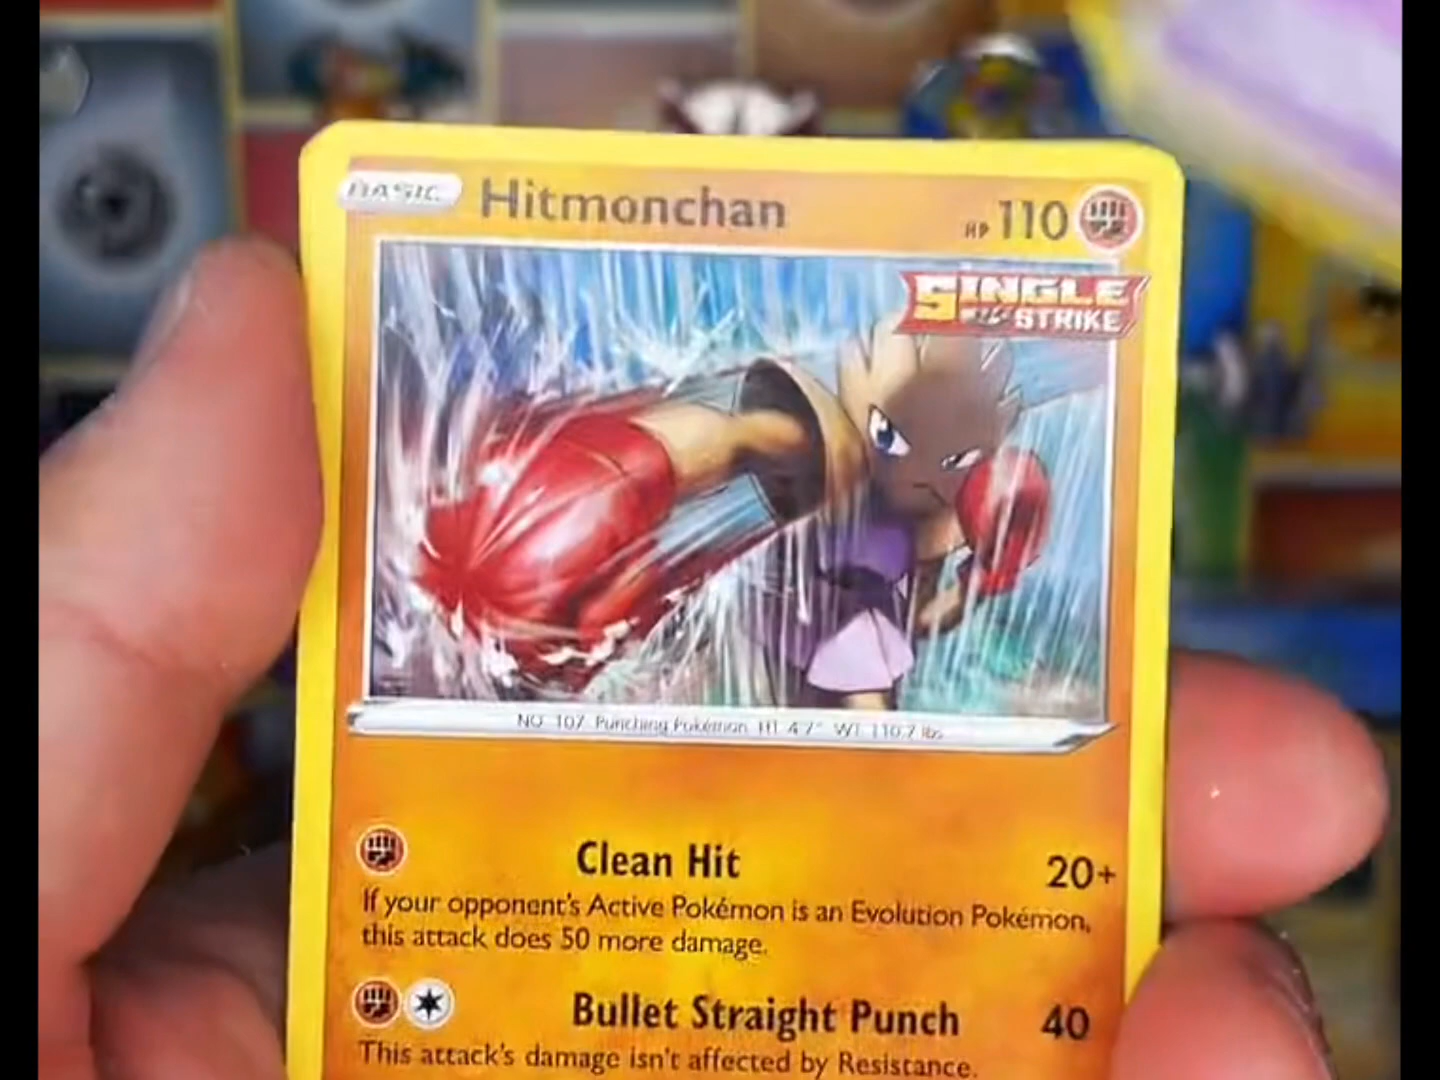 BASIC Hitmonchan HP 110
SINGLE
STRIKE
NO. 107 Punching Pokémon HT 4'7" WT 110.7 lbs
Clean Hit 20+
If your opponent's Active Pokémon is an Evolution Pokémon,
this attack does 50 more damage.
Bullet Straight Punch 40
This attack's damage isn't affected by Resistance.